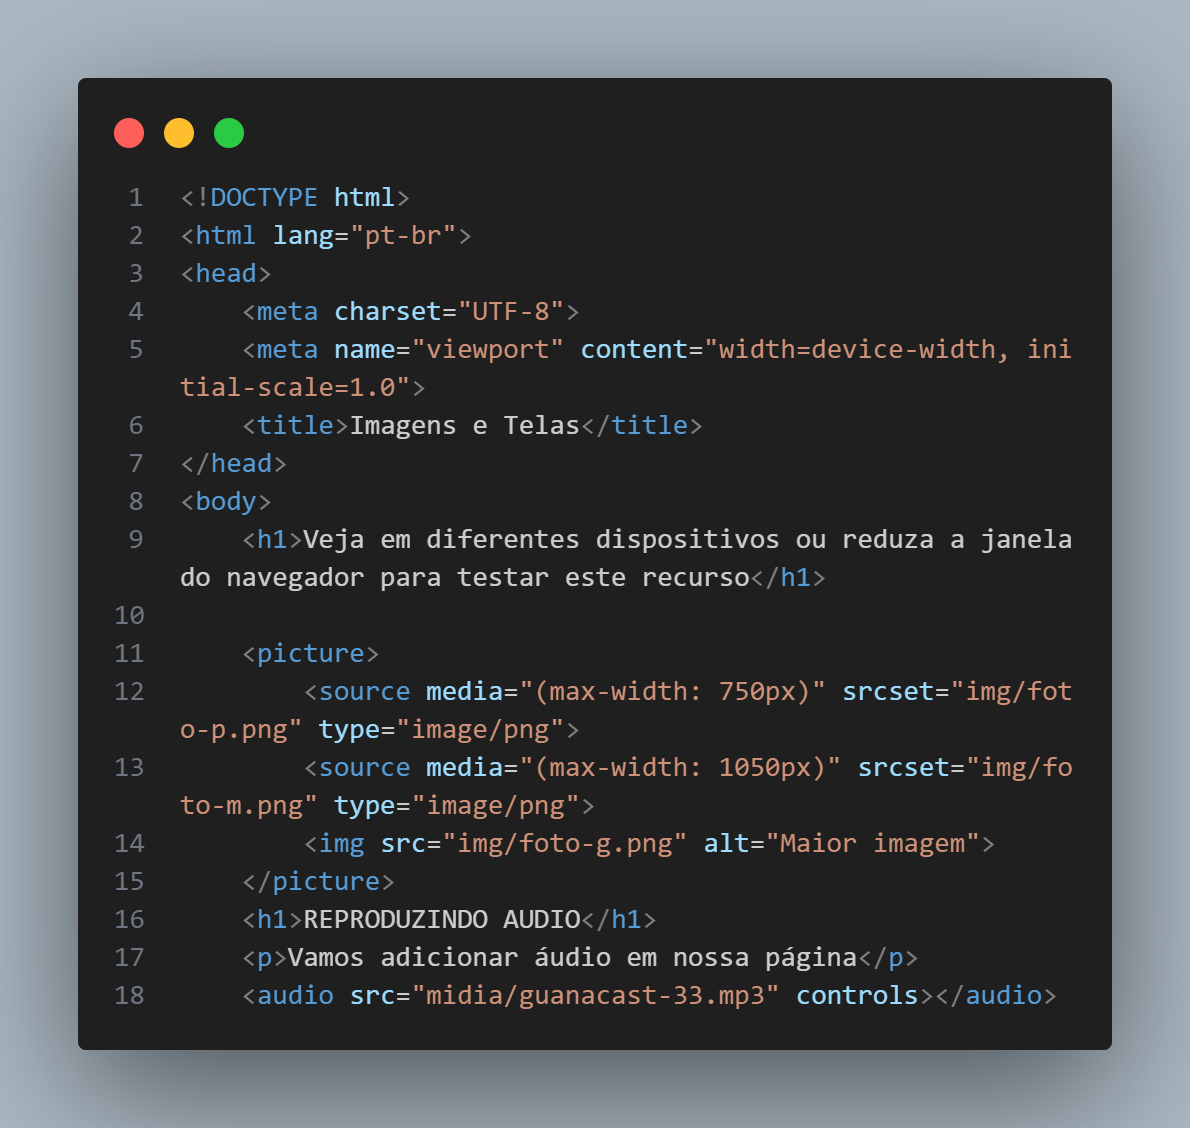 1 <!DOCTYPE html>
2 <html lang="pt-br">
3 <head>
4     <meta charset="UTF-8">
5     <meta name="viewport" content="width=device-width, ini
tial-scale=1.0">
6     <title>Imagens e Telas</title>
7 </head>
8 <body>
9     <h1>Veja em diferentes dispositivos ou reduza a janela
do navegador para testar este recurso</h1>
10
11     <picture>
12         <source media="(max-width: 750px)" srcset="img/fot
o-p.png" type="image/png">
13         <source media="(max-width: 1050px)" srcset="img/fo
to-m.png" type="image/png">
14         <img src="img/foto-g.png" alt="Maior imagem">
15     </picture>
16     <h1>REPRODUZINDO AUDIO</h1>
17     <p>Vamos adicionar áudio em nossa página</p>
18     <audio src="midia/guanacast-33.mp3" controls></audio>